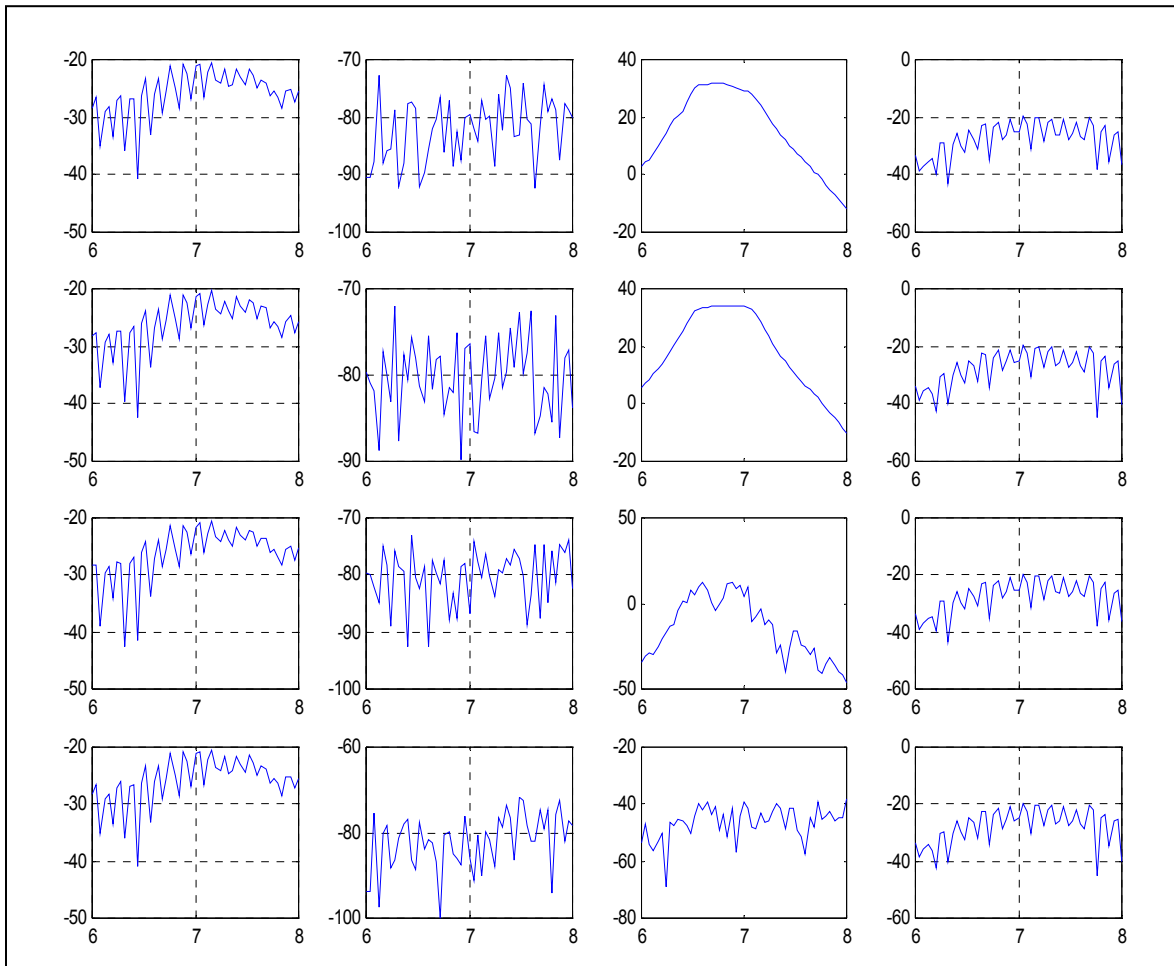 -20 -70 40 0
-30 -80 20 -20
-40 -90 0 -40
-50 -100 -20 -60
6 7 8 6 7 8 6 7 8 6 7 8
-20 -70 40 0
-30 20 -20
-80
-40 0 -40
-50 -90 -20 -60
6 7 8 6 7 8 6 7 8 6 7 8
-20 -70 50 0
-30 -80 -20
0
-40 -90 -40
-50 -100 -50 -60
6 7 8 6 7 8 6 7 8 6 7 8
-20 -60 -20 0
-30 -40 -20
-80
-40 -60 -40
-50 -100 -80 -60
6 7 8 6 7 8 6 7 8 6 7 8